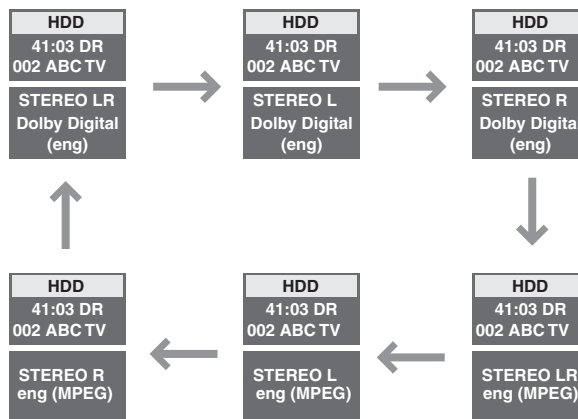 HDD
41:03 DR
002 ABC TV
STEREO LR
Dolby Digital
(eng)
HDD
41:03 DR
002 ABC TV
STEREO L
Dolby Digital
(eng)
HDD
41:03 DR
002 ABC TV
STEREO R
Dolby Digital
(eng)
HDD
41:03 DR
002 ABC TV
STEREO R
eng (MPEG)
HDD
41:03 DR
002 ABC TV
STEREO L
eng (MPEG)
HDD
41:03 DR
002 ABC TV
STEREO LR
eng (MPEG)